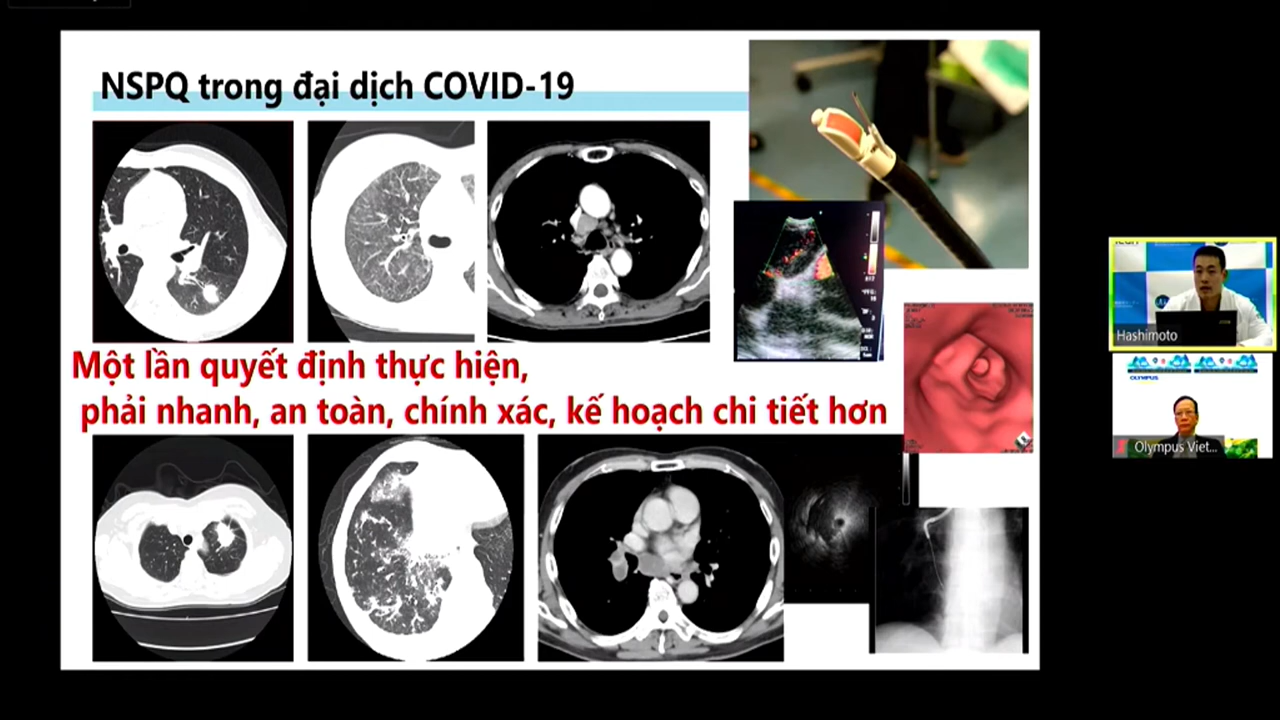 NSPQ trong đại dịch COVID-19
Một lần quyết định thực hiện,
phải nhanh, an toàn, chính xác, kế hoạch chi tiết hơn
Hashimoto
OLYMPUS
Olympus Viet...